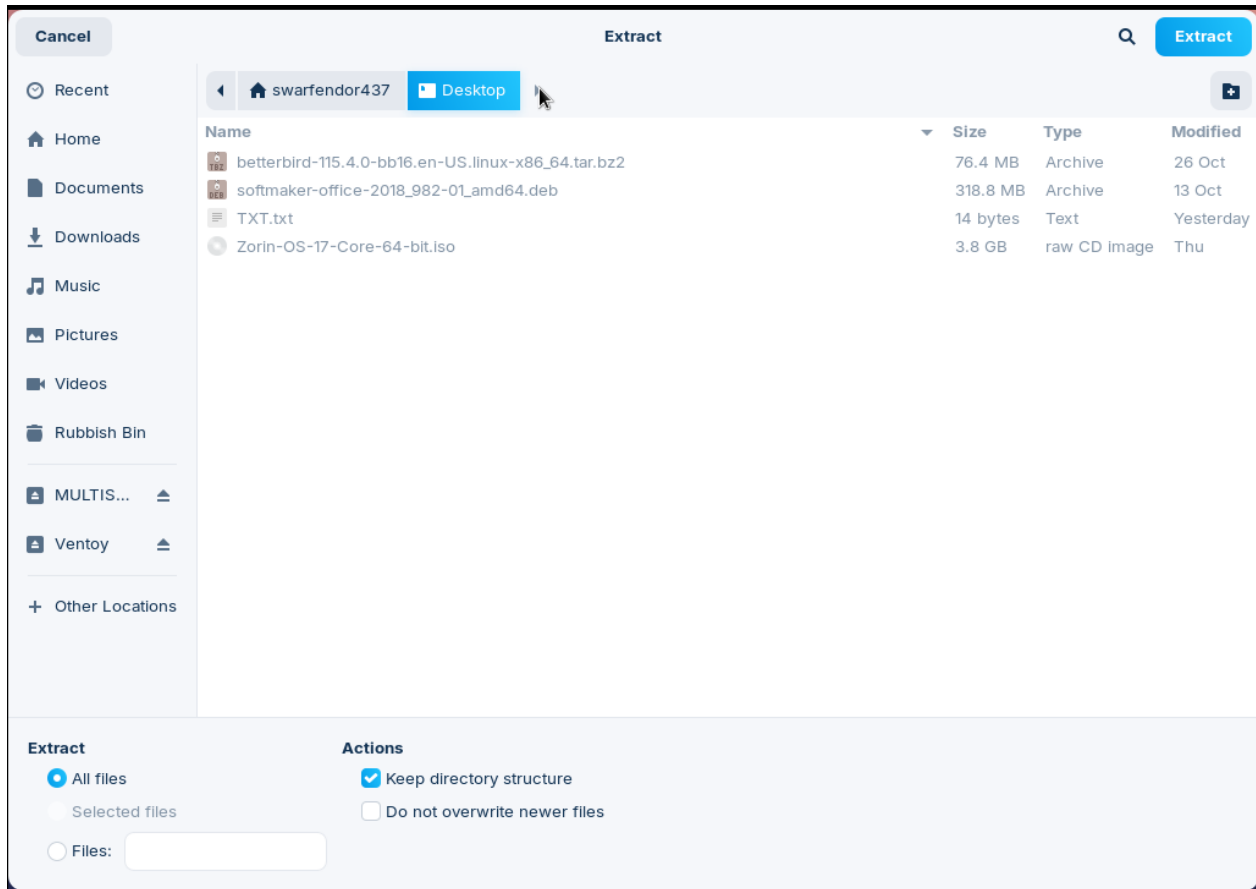 Cancel Extract Extract
Recent
swarfendor437 Desktop
Name Size Type Modified
betterbird-115.4.0-bb16.en-US.linux-x86_64.tar.bz2 76.4 MB Archive 26 Oct
softmaker-office-2018_982-01_amd64.deb 318.8 MB Archive 13 Oct
TXT.txt 14 bytes Text Yesterday
Zorin-OS-17-Core-64-bit.iso 3.8 GB raw CD image Thu
Home
Documents
Downloads
Music
Pictures
Videos
Rubbish Bin
MULTIS...
Ventoy
Other Locations
Extract
All files
Selected files
Files:
Actions
Keep directory structure
Do not overwrite newer files